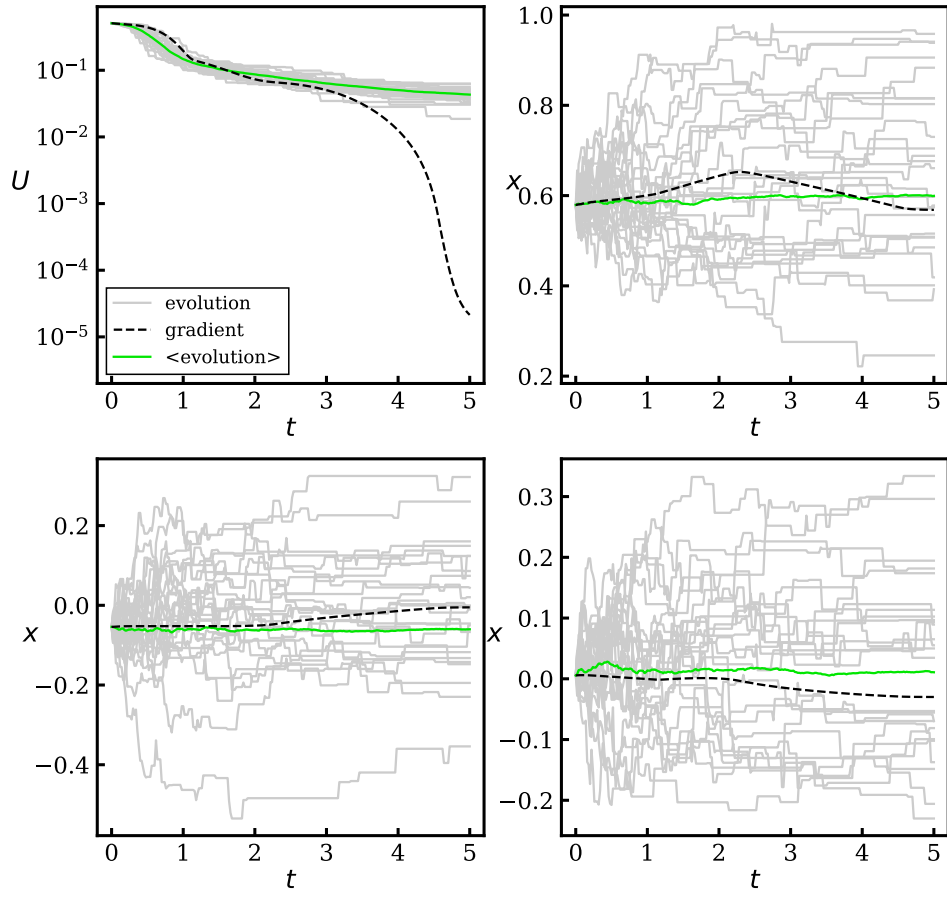 10⁻¹
10⁻²
10⁻³
10⁻⁴
10⁻⁵
U
evolution
gradient
<evolution>
0 1 2 3 4 5
t
1.0
0.8
0.6
0.4
0.2
x
0 1 2 3 4 5
t
0.2
0.0
−0.2
−0.4
x
0 1 2 3 4 5
t
0.3
0.2
0.1
0.0
−0.1
−0.2
x
0 1 2 3 4 5
t